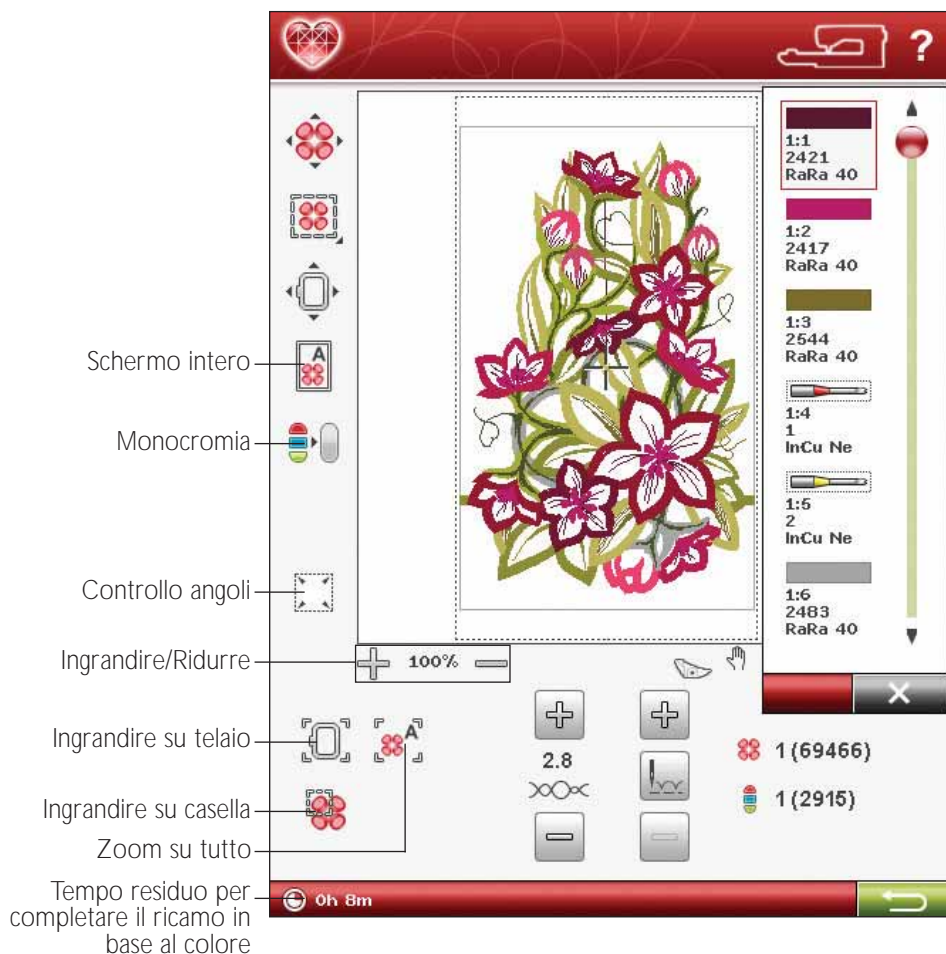 ?
1:1
2421
RaRa 40
1:2
2417
RaRa 40
1:3
2544
RaRa 40
1:4
1
InCu Ne
1:5
2
InCu Ne
1:6
2483
RaRa 40
Schermo intero
A
Monocromia
Controllo angoli
Ingrandire/Ridurre
100%
Ingrandire su telaio
A
2.8
1 (69466)
1 (2915)
Ingrandire su casella
Zoom su tutto
Tempo residuo per
completare il ricamo in
base al colore
0h 8m